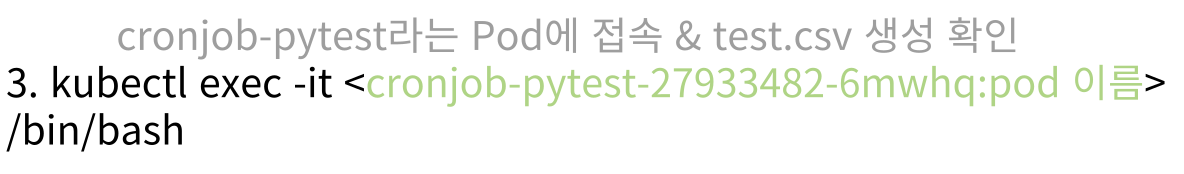 cronjob-pytest라는 Pod에 접속 & test.csv 생성 확인
3. kubectl exec -it <cronjob-pytest-27933482-6mwhq:pod 이름>
/bin/bash